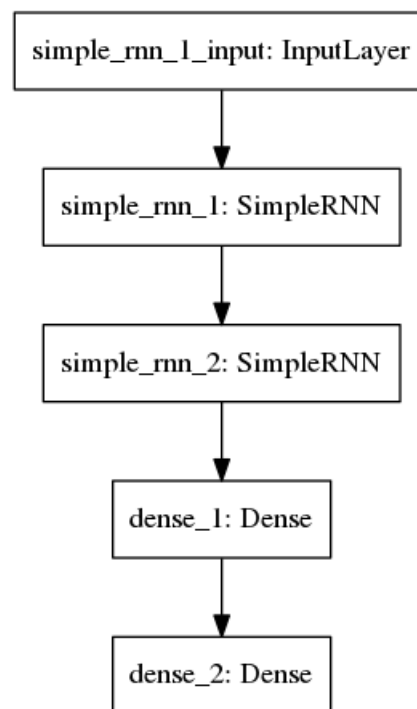 simple_rnn_1_input: InputLayer
simple_rnn_1: SimpleRNN
simple_rnn_2: SimpleRNN
dense_1: Dense
dense_2: Dense